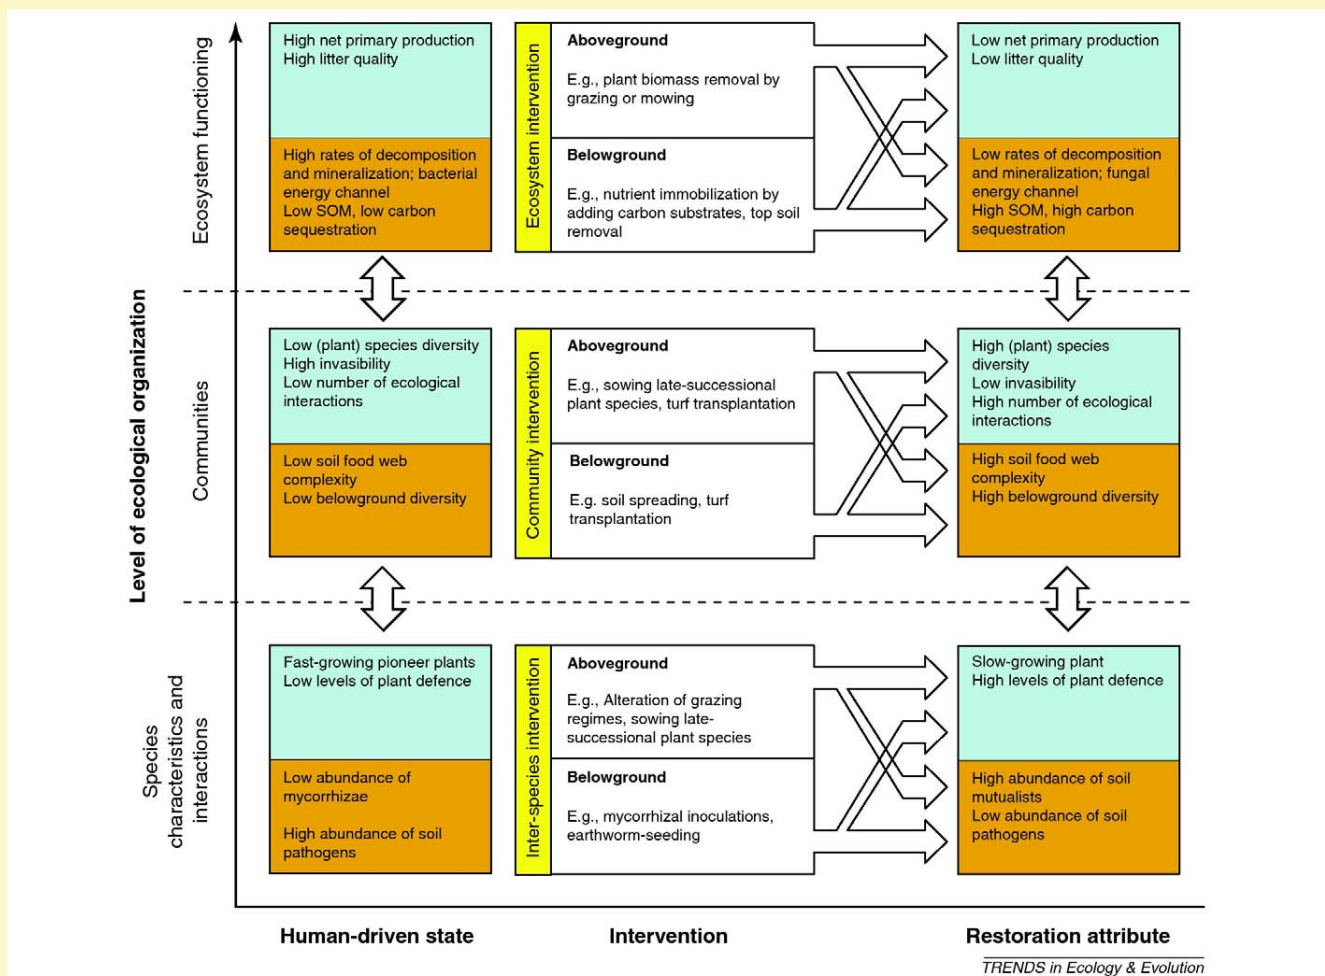 Level of ecological organization
Ecosystem functioning
High net primary production
High litter quality
High rates of decomposition
and mineralization; bacterial
energy channel
Low SOM, low carbon
sequestration
Ecosystem intervention
Aboveground
E.g., plant biomass removal by
grazing or mowing
Belowground
E.g., nutrient immobilization by
adding carbon substrates, top soil
removal
Low net primary production
Low litter quality
Low rates of decomposition
and mineralization; fungal
energy channel
High SOM, high carbon
sequestration
Communities
Low (plant) species diversity
High invasibility
Low number of ecological
interactions
Low soil food web
complexity
Low belowground diversity
Community intervention
Aboveground
E.g., sowing late-successional
plant species, turf transplantation
Belowground
E.g. soil spreading, turf
transplantation
High (plant) species
diversity
Low invasibility
High number of ecological
interactions
High soil food web
complexity
High belowground diversity
Species
characteristics and
interactions
Fast-growing pioneer plants
Low levels of plant defence
Low abundance of
mycorrhizae
High abundance of soil
pathogens
Inter-species intervention
Aboveground
E.g., Alteration of grazing
regimes, sowing late-
successional plant species
Belowground
E.g., mycorrhizal inoculations,
earthworm-seeding
Slow-growing plant
High levels of plant defence
High abundance of soil
mutualists
Low abundance of soil
pathogens
Human-driven state
Intervention
Restoration attribute
TRENDS in Ecology & Evolution